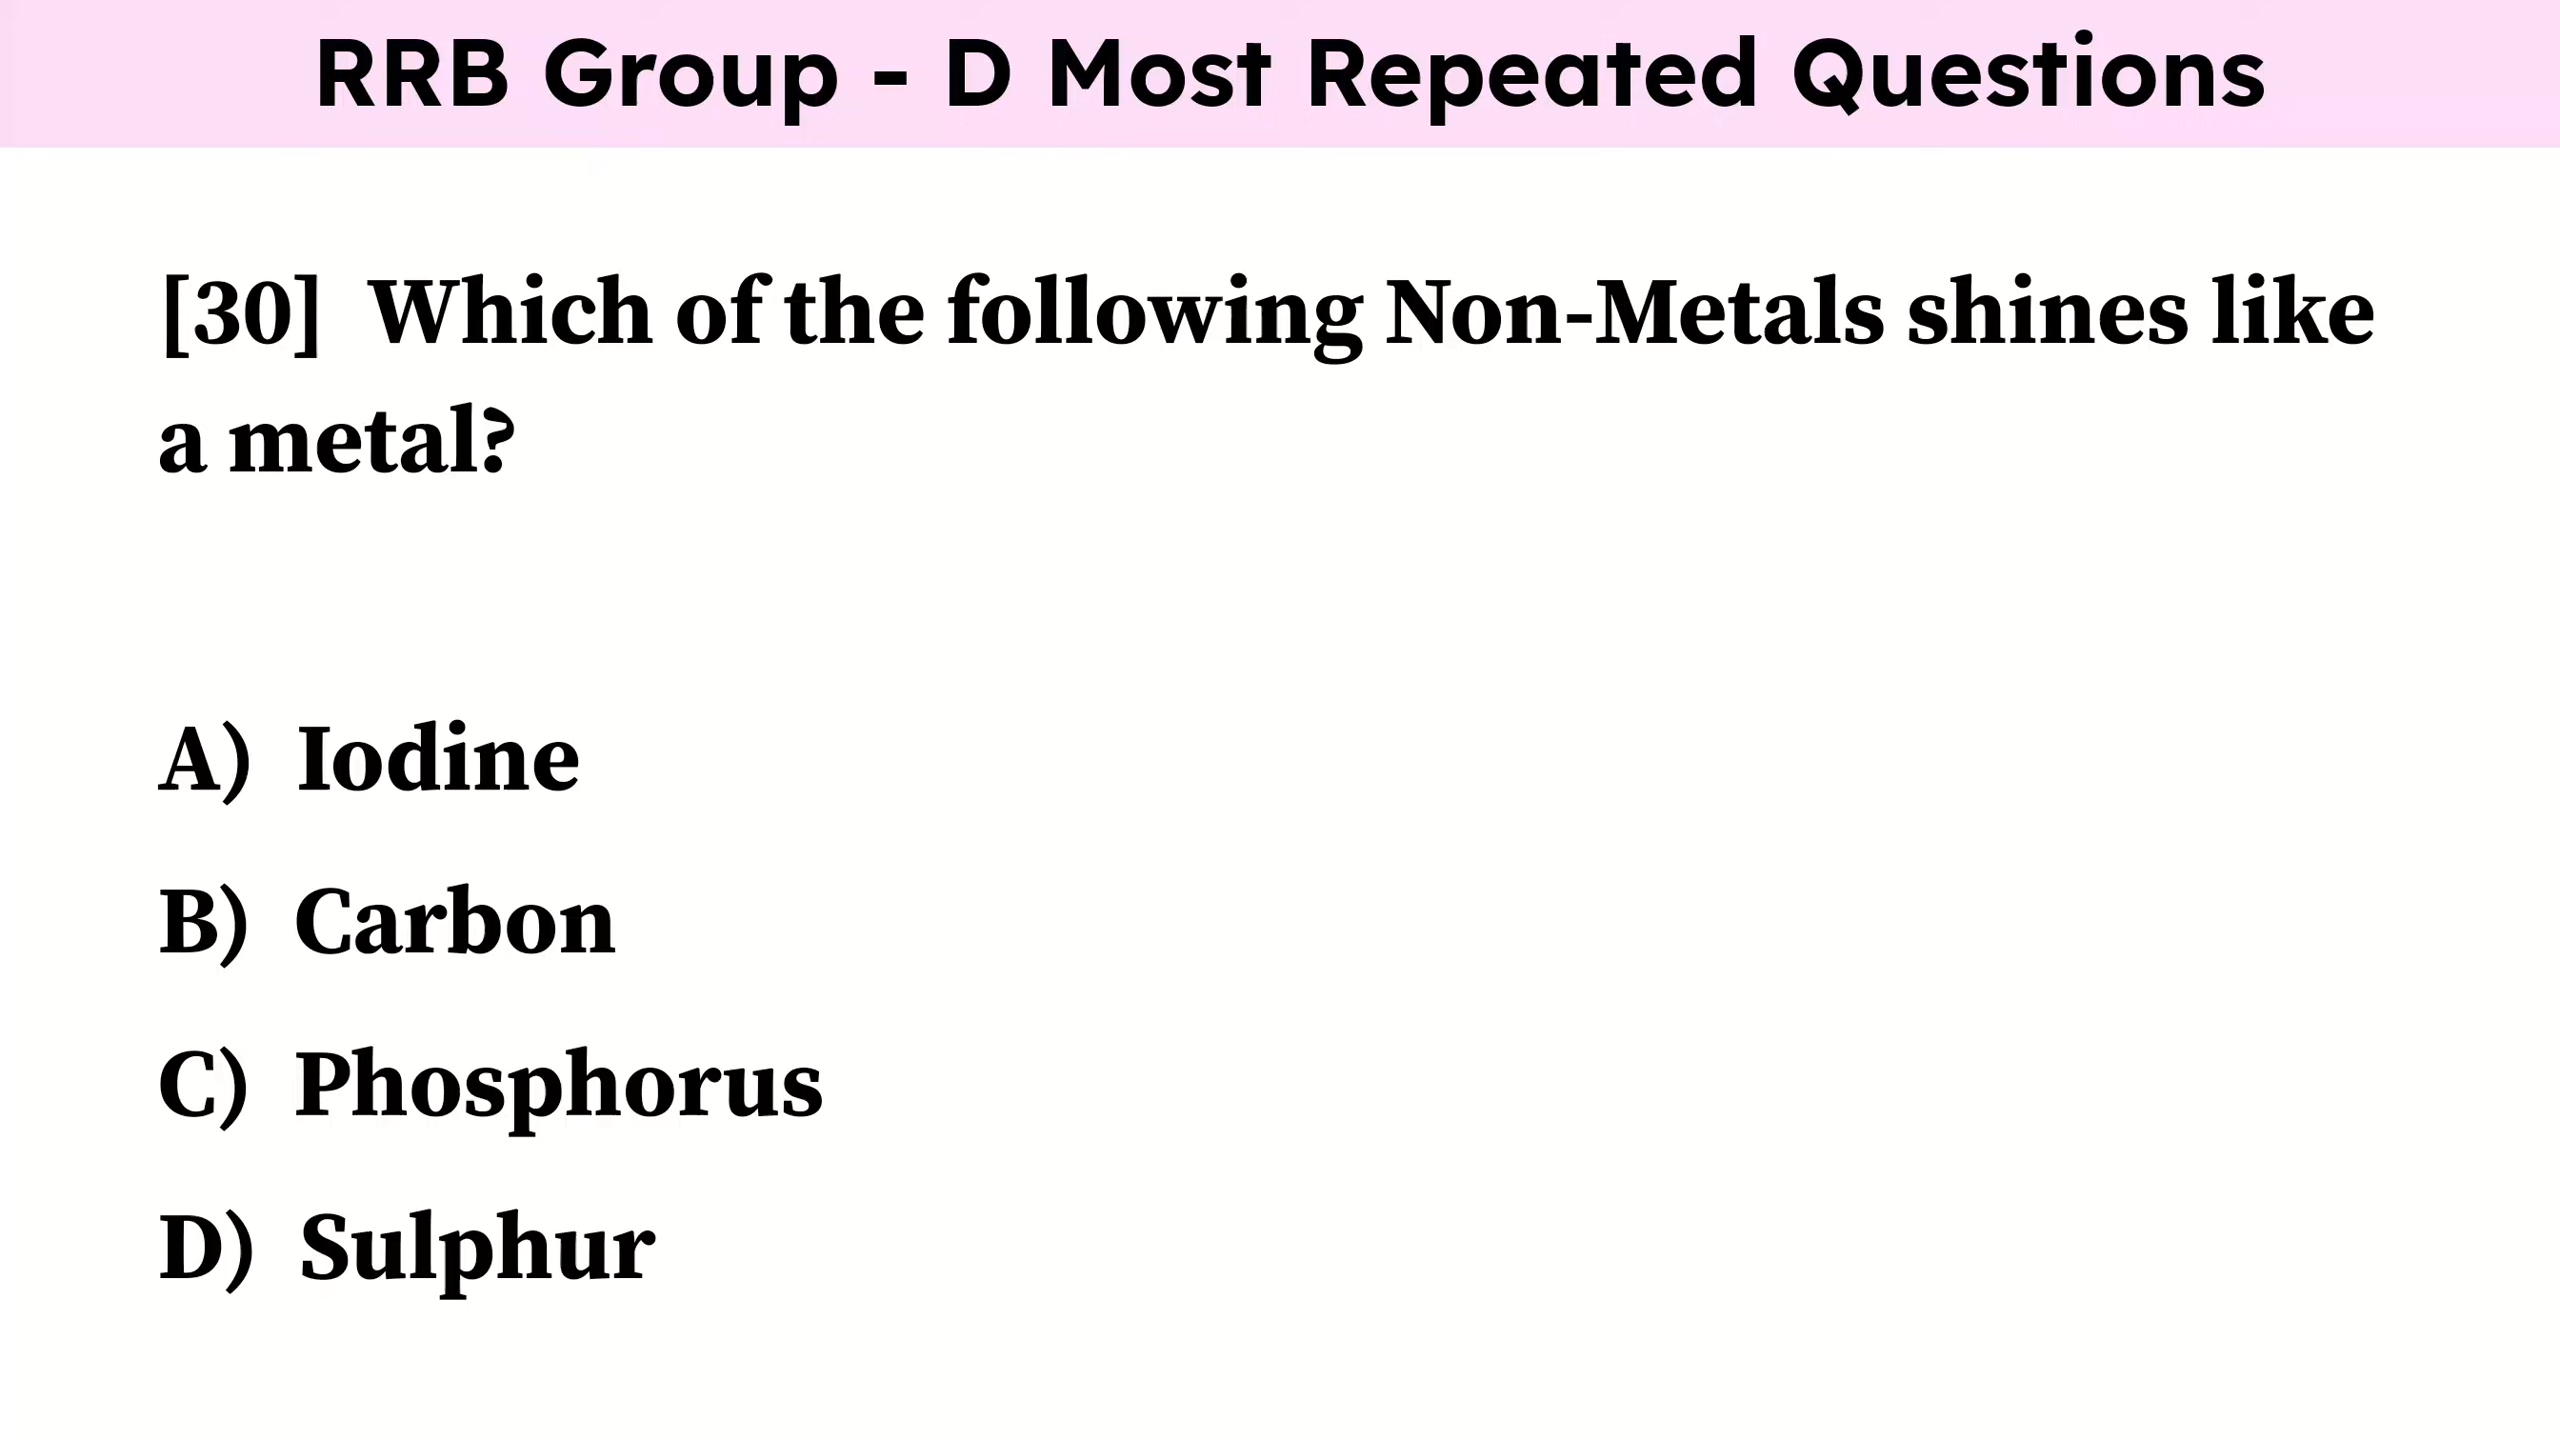 RRB Group - D Most Repeated Questions
[30] Which of the following Non-Metals shines like
a metal?
A) Iodine
B) Carbon
C) Phosphorus
D) Sulphur